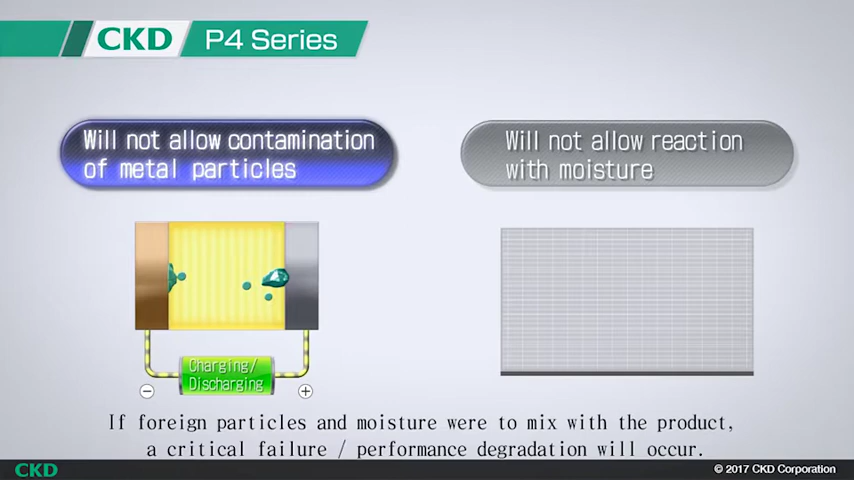 CKD P4 Series
Will not allow contamination
of metal particles
Will not allow reaction
with moisture
Charging/
Discharging
− +
If foreign particles and moisture were to mix with the product,
a critical failure / performance degradation will occur.
CKD © 2017 CKD Corporation